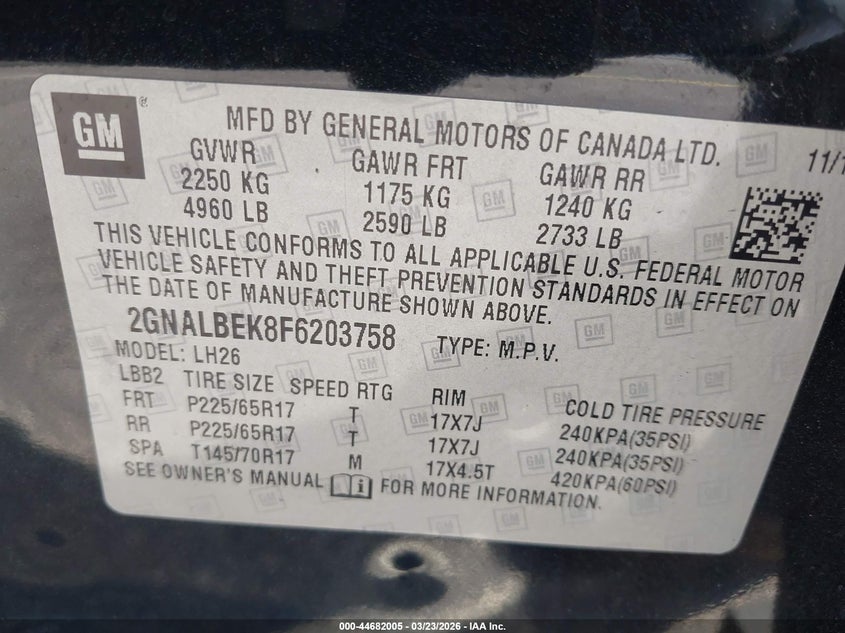 GM
MFD BY GENERAL MOTORS OF CANADA LTD.
GVWR GAWR FRT GAWR RR 11/1
2250 KG 1175 KG 1240 KG
4960 LB 2590 LB 2733 LB
THIS VEHICLE CONFORMS TO ALL APPLICABLE U.S. FEDERAL MOTOR
VEHICLE SAFETY AND THEFT PREVENTION STANDARDS IN EFFECT ON
THE DATE OF MANUFACTURE SHOWN ABOVE.
2GNALBEK8F6203758 TYPE: M.P.V.
MODEL: LH26
LBB2 TIRE SIZE SPEED RTG RIM COLD TIRE PRESSURE
FRT P225/65R17 T 17X7J 240KPA(35PSI)
RR P225/65R17 T 17X7J 240KPA(35PSI)
SPA T145/70R17 M 17X4.5T 420KPA(60PSI)
SEE OWNER'S MANUAL i FOR MORE INFORMATION.
000-44682005 - 03/23/2026 - IAA Inc.